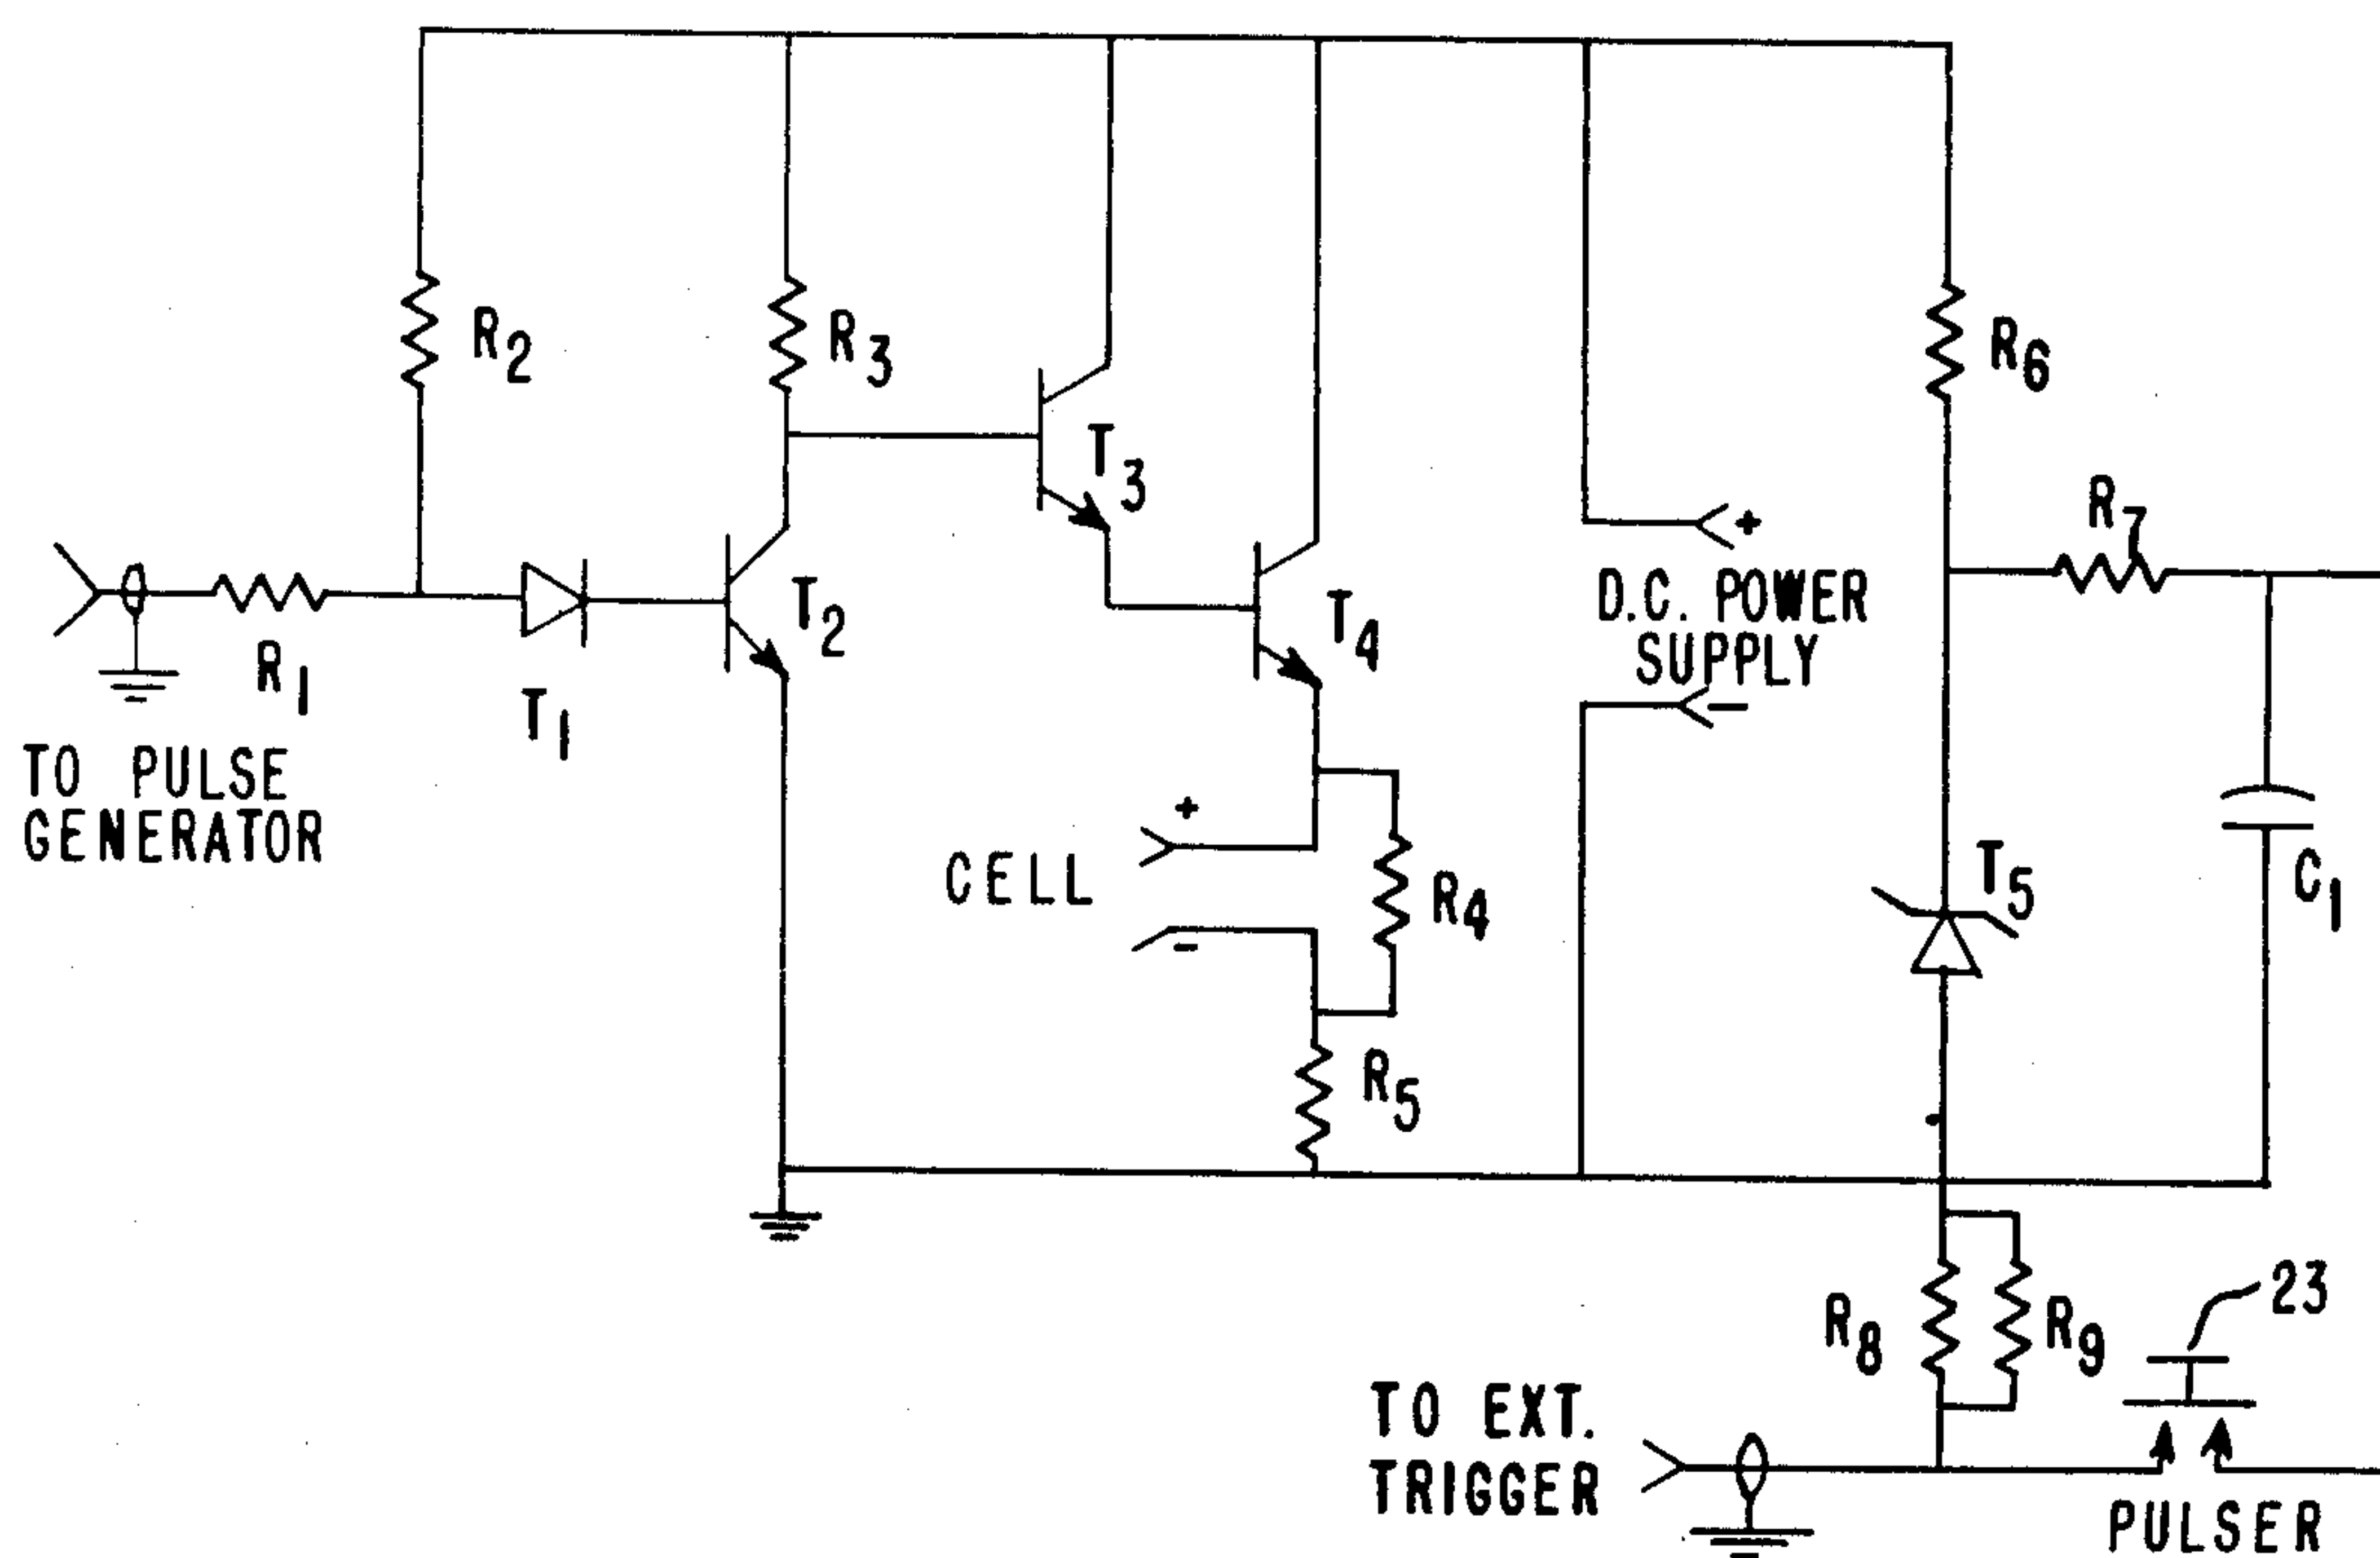 R2
R3
R6
T3
R7
T2
T4
D.C. POWER
SUPPLY
+
-
R1
T1
TO PULSE
GENERATOR
+
CELL
-
R4
T5
C1
R5
R8
R9
23
TO EXT.
TRIGGER
PULSER